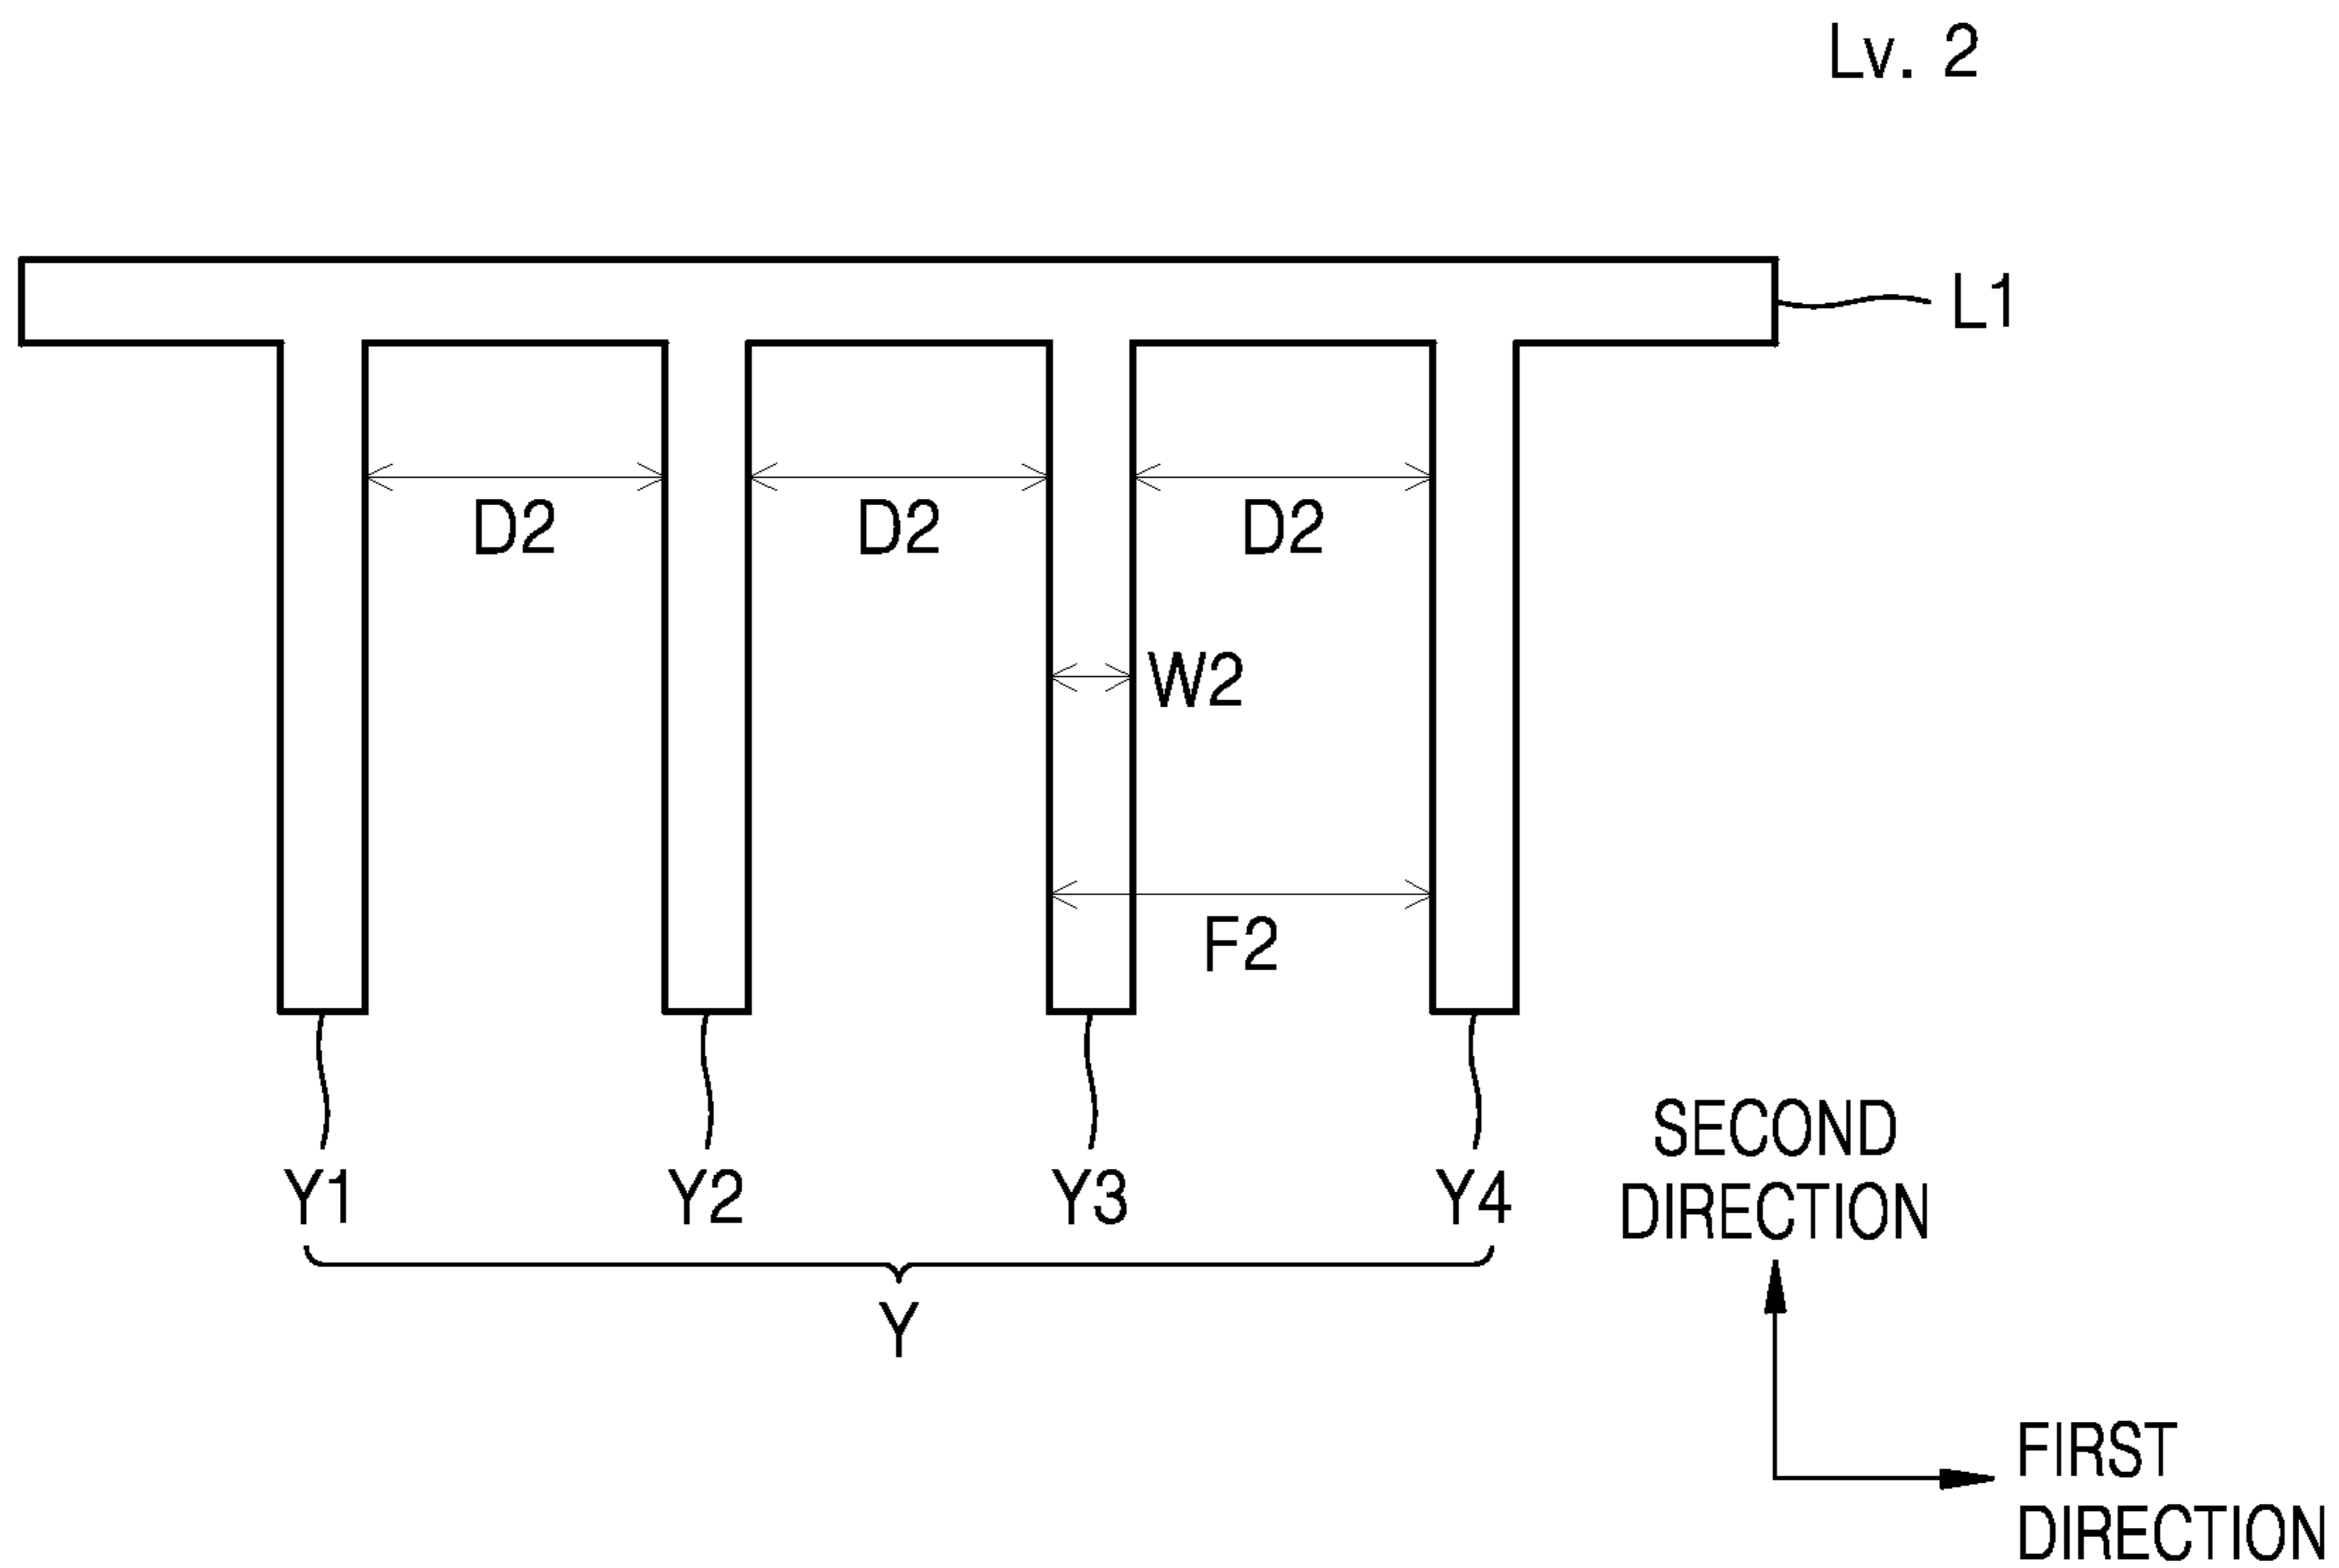 Lv. 2
L1
D2 D2 D2
W2
F2
Y1 Y2 Y3 Y4
Y
SECOND
DIRECTION
FIRST
DIRECTION